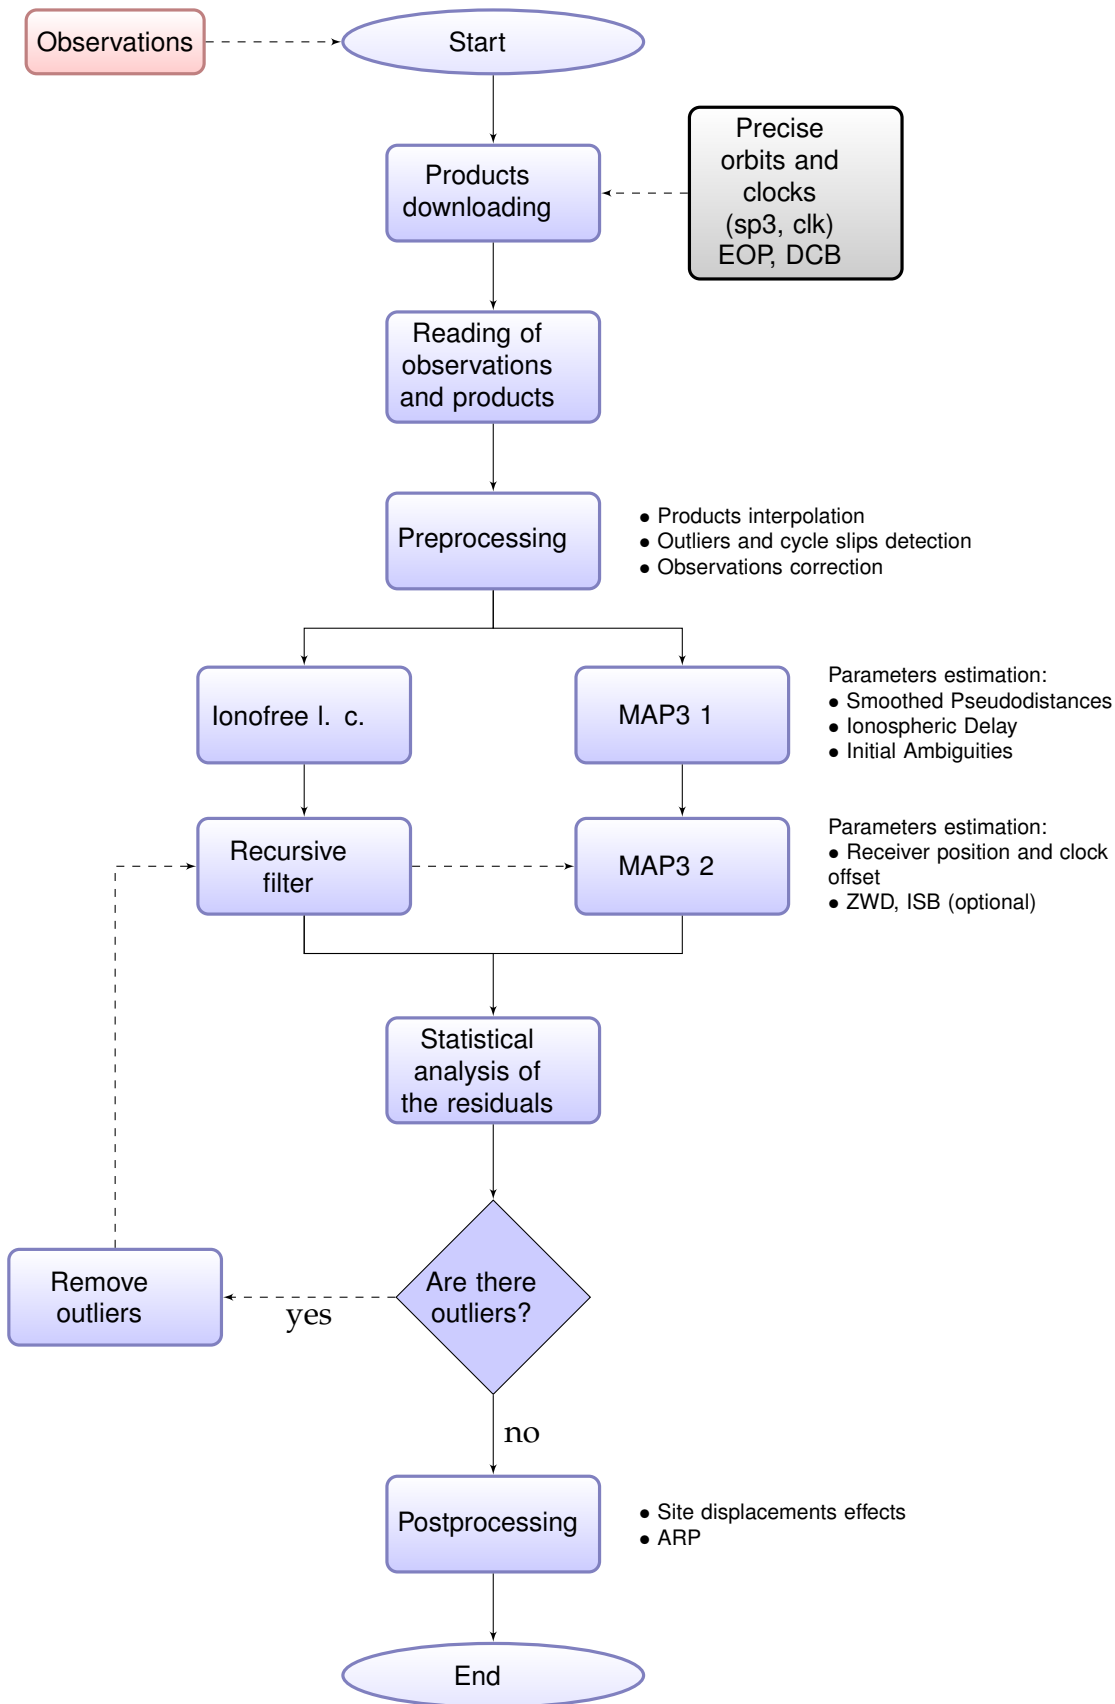 Observations
Start
Products
downloading
Precise
orbits and
clocks
(sp3, clk)
EOP, DCB
Reading of
observations
and products
Preprocessing
• Products interpolation
• Outliers and cycle slips detection
• Observations correction
Ionofree l. c.
MAP3 1
Parameters estimation:
• Smoothed Pseudodistances
• Ionospheric Delay
• Initial Ambiguities
Recursive
filter
MAP3 2
Parameters estimation:
• Receiver position and clock
offset
• ZWD, ISB (optional)
Statistical
analysis of
the residuals
Are there
outliers?
yes
Remove
outliers
no
Postprocessing
• Site displacements effects
• ARP
End